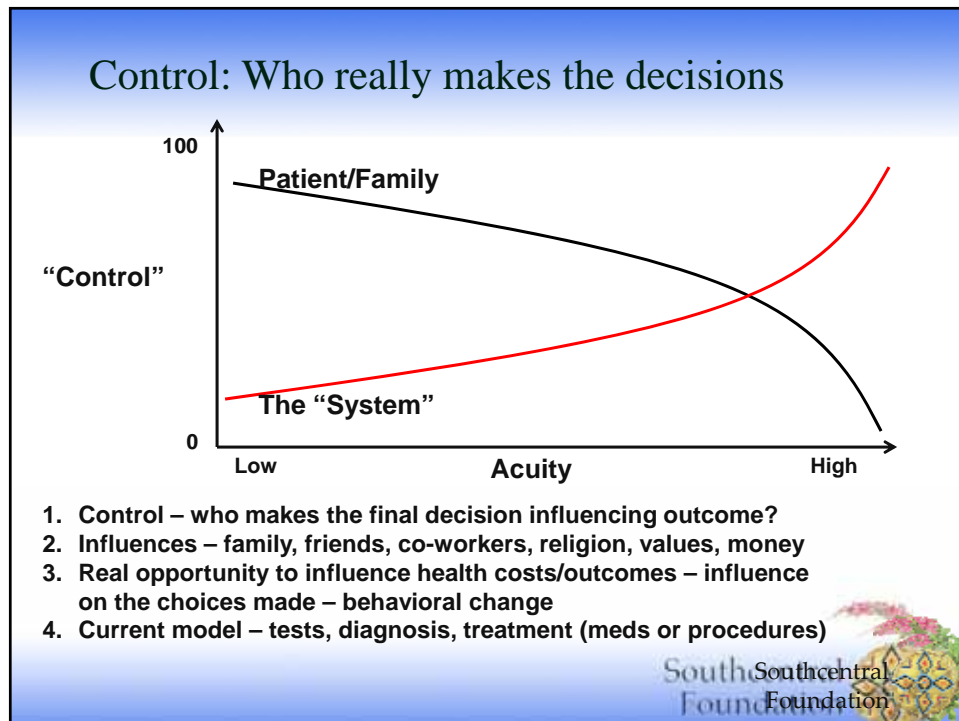 Control: Who really makes the decisions
100
Patient/Family
“Control”
The “System”
0
Low
Acuity
High
1. Control – who makes the final decision influencing outcome?
2. Influences – family, friends, co-workers, religion, values, money
3. Real opportunity to influence health costs/outcomes – influence
on the choices made – behavioral change
4. Current model – tests, diagnosis, treatment (meds or procedures)
Southcentral
Foundation